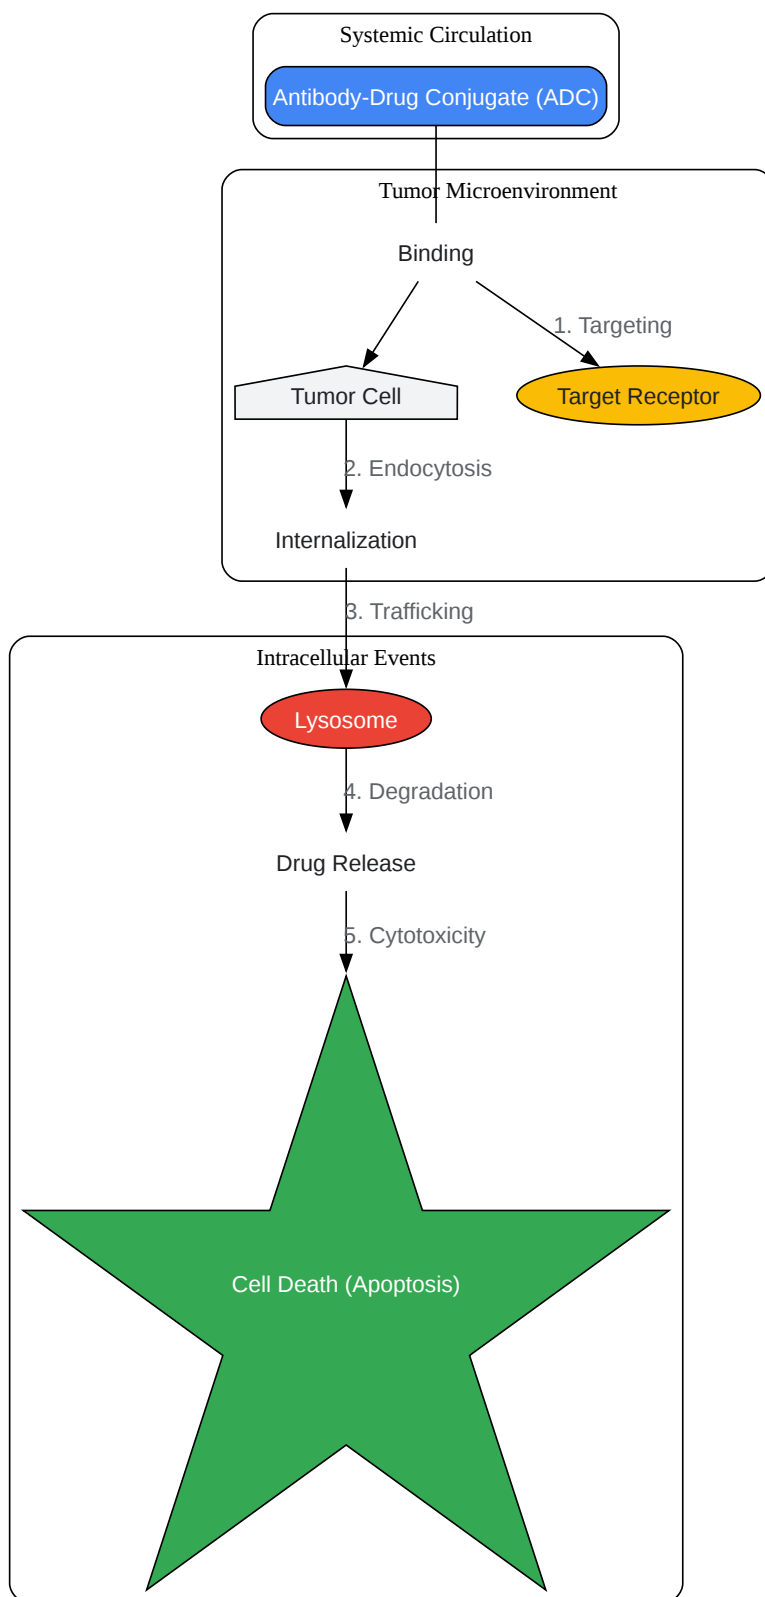 Systemic Circulation
Antibody-Drug Conjugate (ADC)
Tumor Microenvironment
Binding
1. Targeting
Tumor Cell
Target Receptor
2. Endocytosis
Internalization
3. Trafficking
Intracellular Events
Lysosome
4. Degradation
Drug Release
5. Cytotoxicity
Cell Death (Apoptosis)